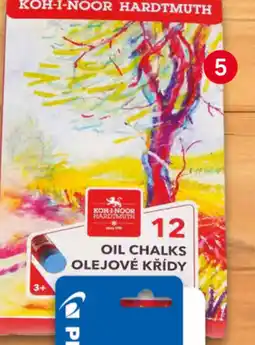 KOH-I-NOOR HARDTMUTH
5
KOH-I-NOOR
HARDTMUTH
12
OIL CHALKS
OLEJOVÉ KŘÍDY
3+